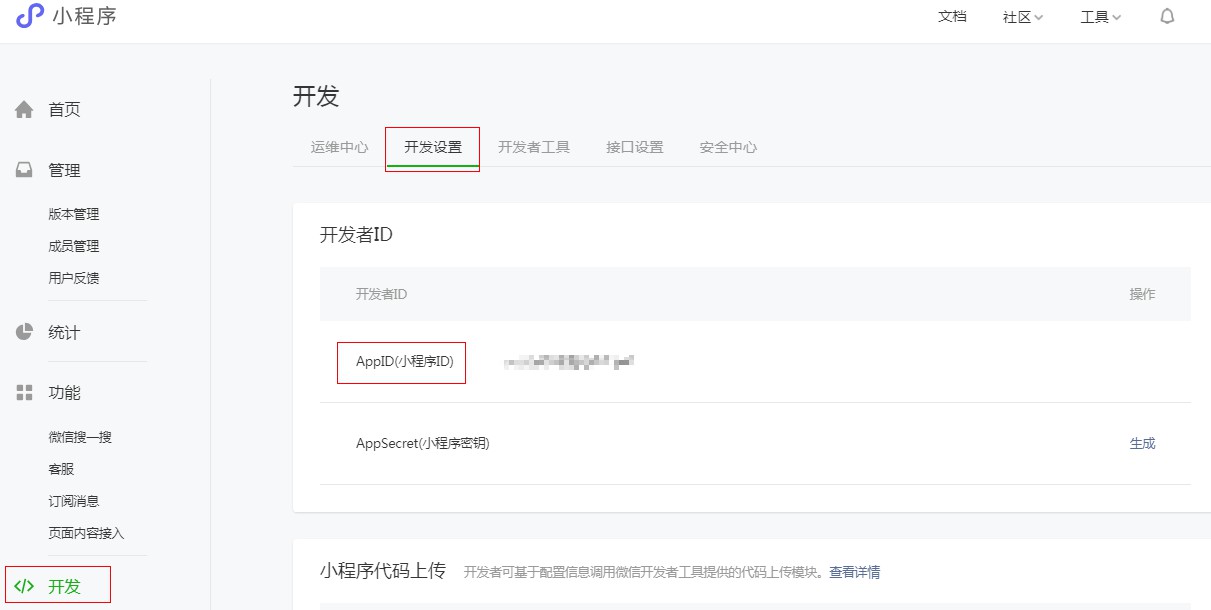 小程序
文档 社区 工具
首页
管理
版本管理
成员管理
用户反馈
统计
功能
微信搜一搜
客服
订阅消息
页面内容接入
开发
开发
运维中心 开发设置 开发者工具 接口设置 安全中心
开发者ID
开发者ID 操作
AppID(小程序ID)
AppSecret(小程序密钥) 生成
小程序代码上传 开发者可基于配置信息调用微信开发者工具提供的代码上传模块。查看详情